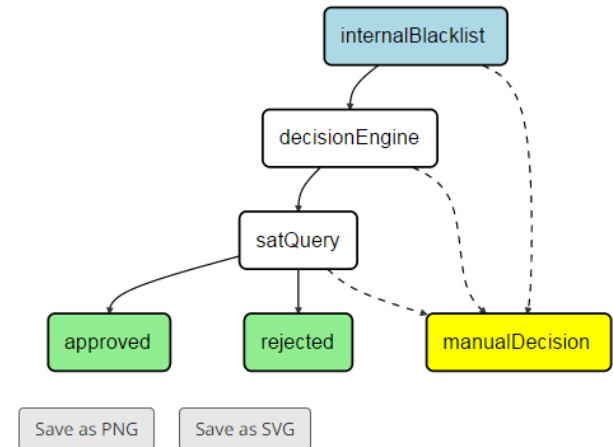 internalBlacklist
decisionEngine
satQuery
approved
rejected
manualDecision
Save as PNG
Save as SVG